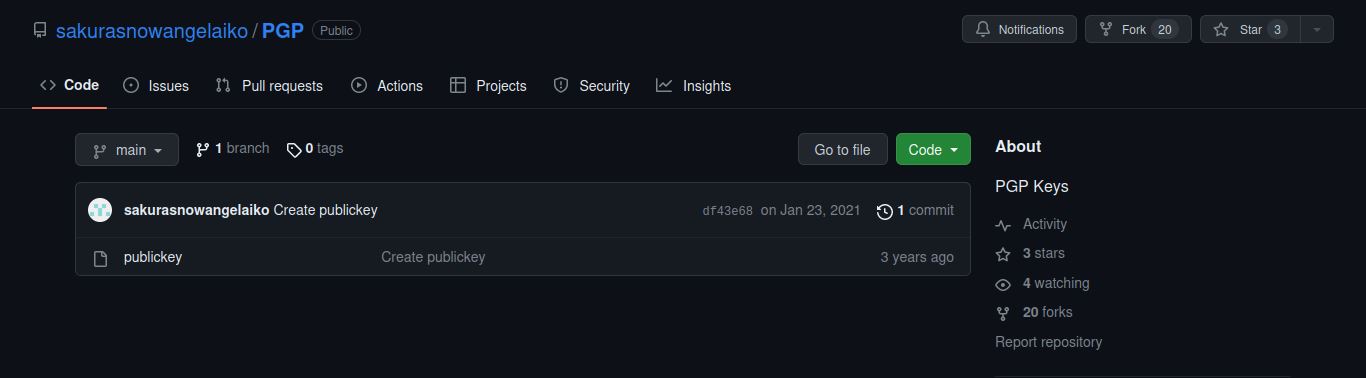 sakurasnowangelaiko / PGP Public Notifications Fork 20 Star 3
Code Issues Pull requests Actions Projects Security Insights
main 1 branch 0 tags Go to file Code
sakurasnowangelaiko Create publickey df43e68 on Jan 23, 2021 1 commit
publickey Create publickey 3 years ago
About
PGP Keys
Activity
3 stars
4 watching
20 forks
Report repository